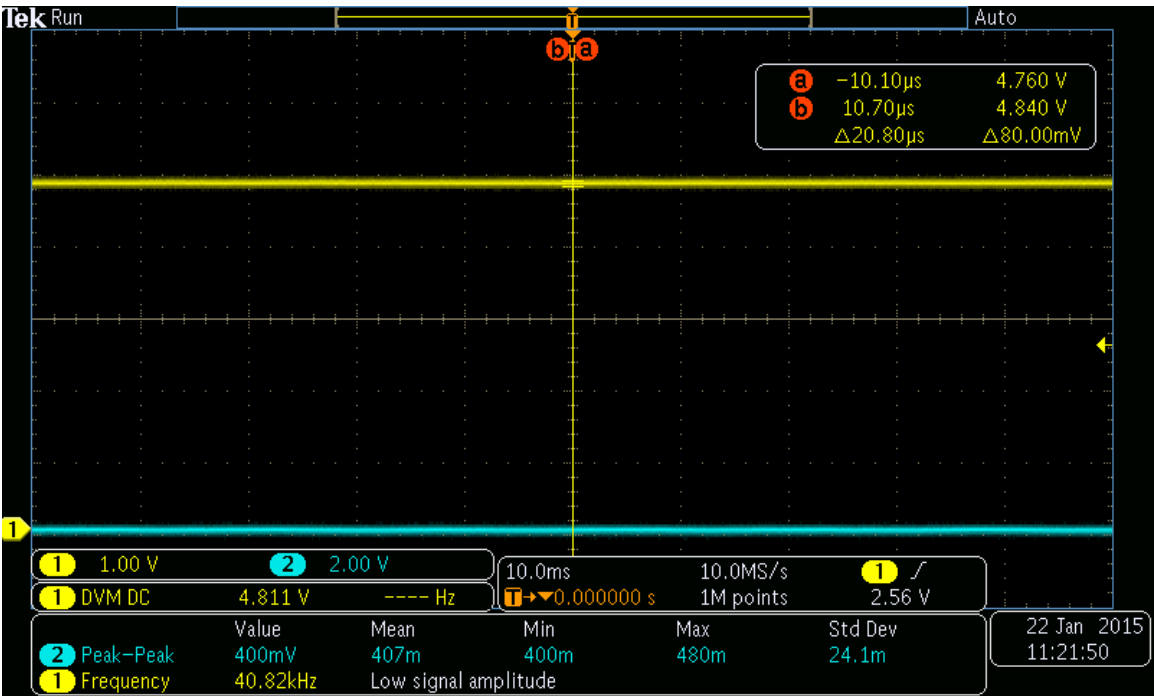 Tek Run Auto
T
b T a
a −10.10µs 4.760 V
b 10.70µs 4.840 V
△20.80µs △80.00mV
1
1 1.00 V 2 2.00 V
1 DVM DC 4.811 V −−−− Hz
10.0ms 10.0MS/s 1 /
T→▼0.000000 s 1M points 2.56 V
Value Mean Min Max Std Dev
2 Peak−Peak 400mV 407m 400m 480m 24.1m
1 Frequency 40.82kHz Low signal amplitude
22 Jan 2015
11:21:50